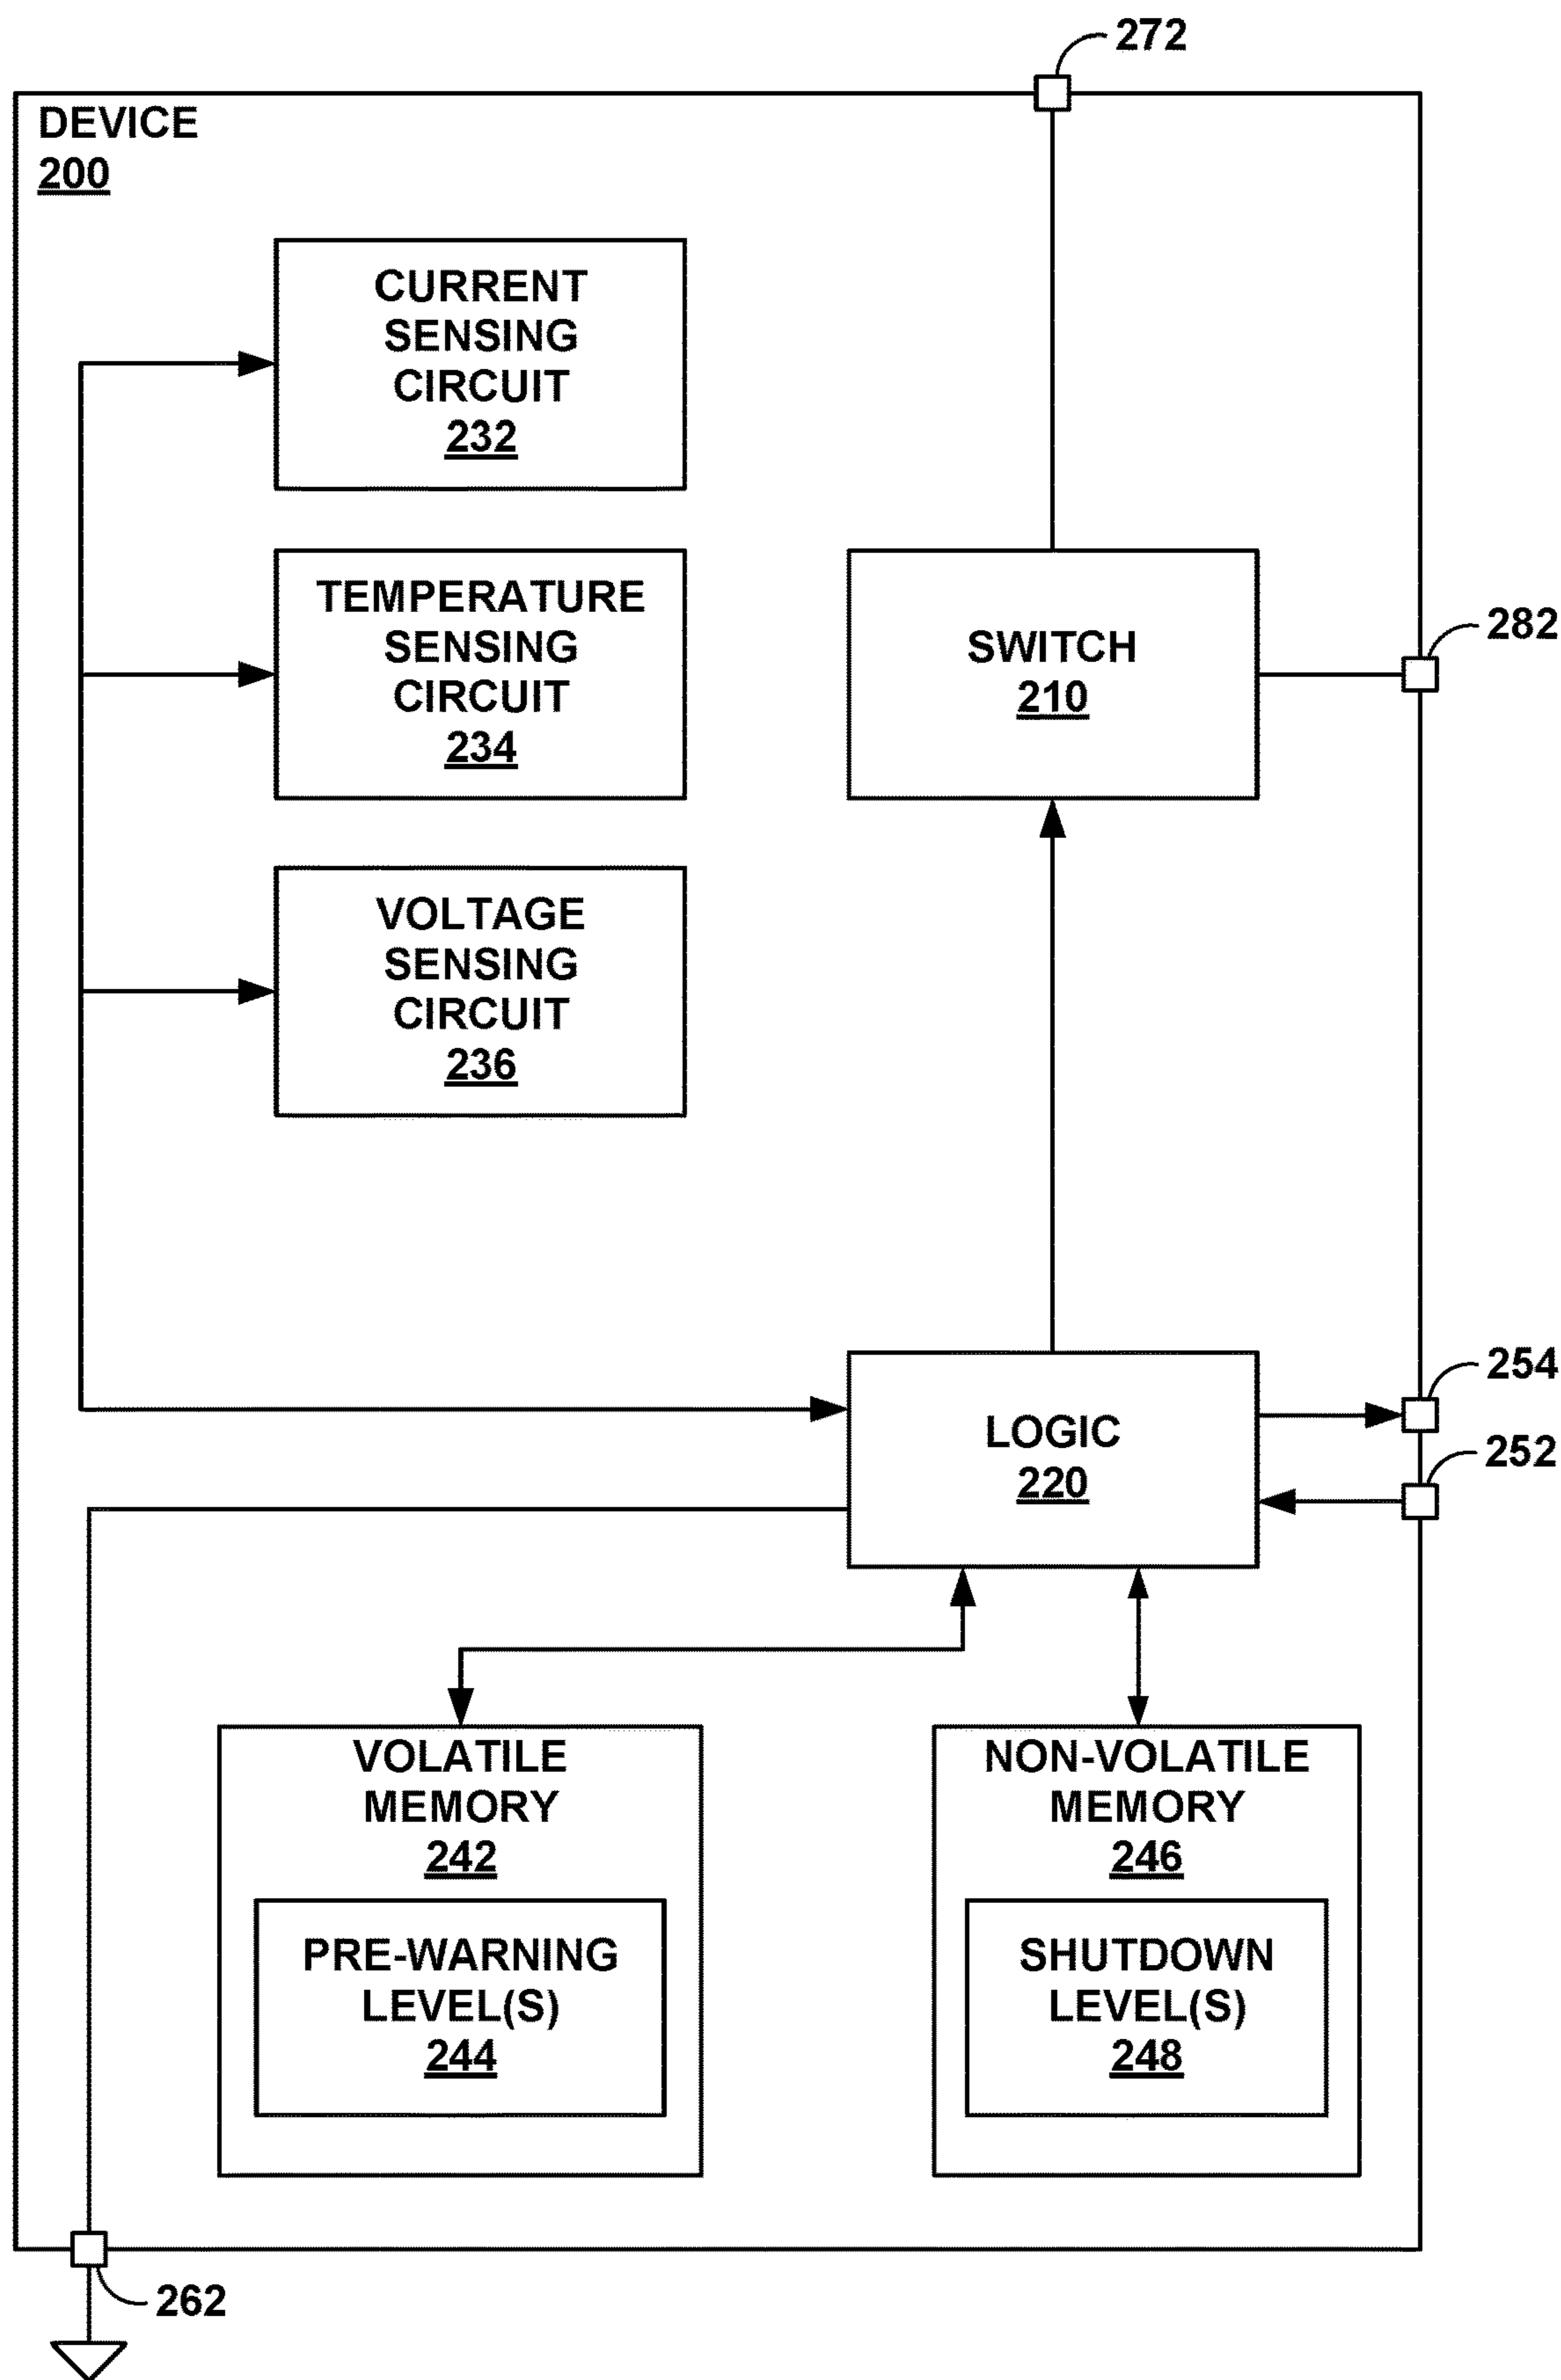 272
DEVICE
200
CURRENT
SENSING
CIRCUIT
232
TEMPERATURE
SENSING
CIRCUIT
234
SWITCH
210
282
VOLTAGE
SENSING
CIRCUIT
236
254
LOGIC
220
252
VOLATILE
MEMORY
242
PRE-WARNING
LEVEL(S)
244
NON-VOLATILE
MEMORY
246
SHUTDOWN
LEVEL(S)
248
262